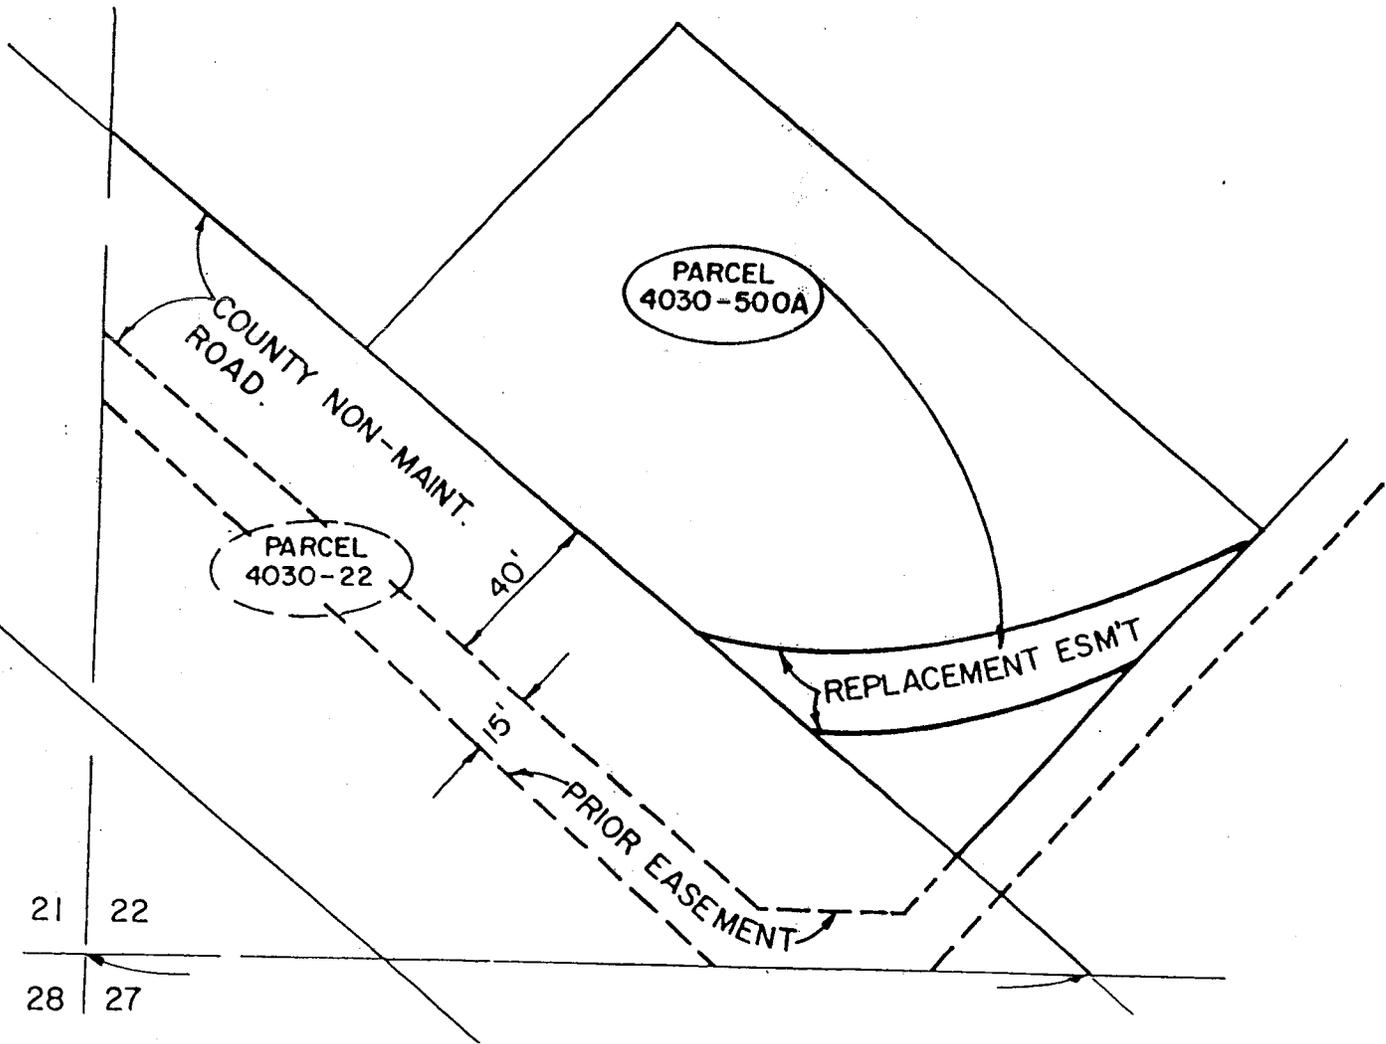 PARCEL
4030-500A
COUNTY NON-MAINT.
ROAD.
PARCEL
4030-22
40'
15'
REPLACEMENT ESM'T
PRIOR EASEMENT
21 22
28 27